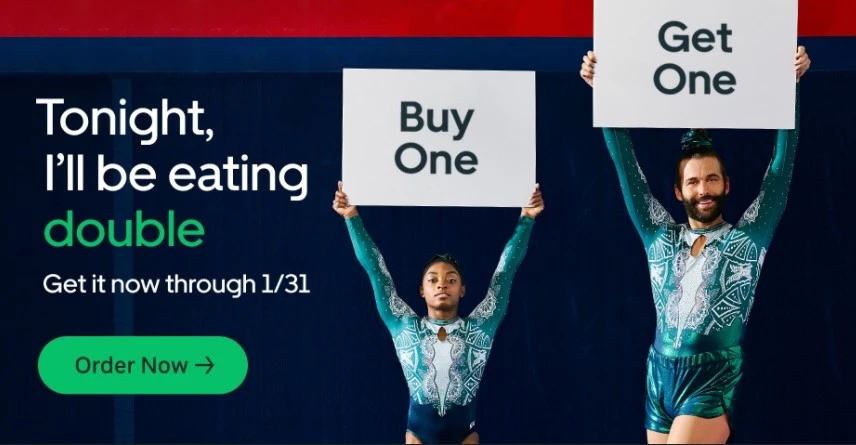 Tonight,
I'll be eating
double
Get it now through 1/31
Order Now →
Buy
One
Get
One